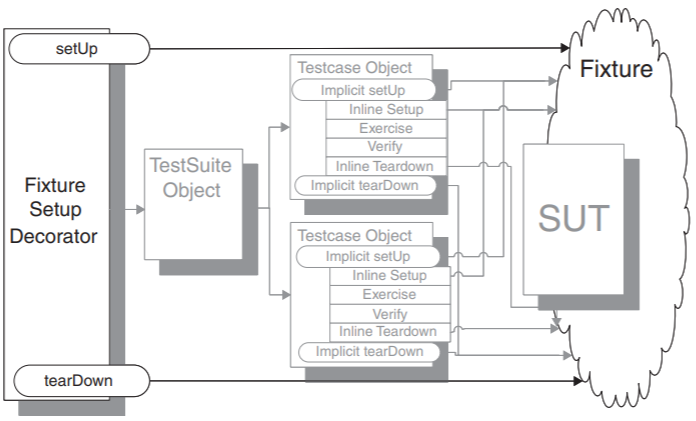 setUp
Fixture
Setup
Decorator
tearDown
TestSuite
Object
Testcase Object
Implicit setUp
Inline Setup
Exercise
Verify
Inline Teardown
Implicit tearDown
Testcase Object
Implicit setUp
Inline Setup
Exercise
Verify
Inline Teardown
Implicit tearDown
Fixture
SUT